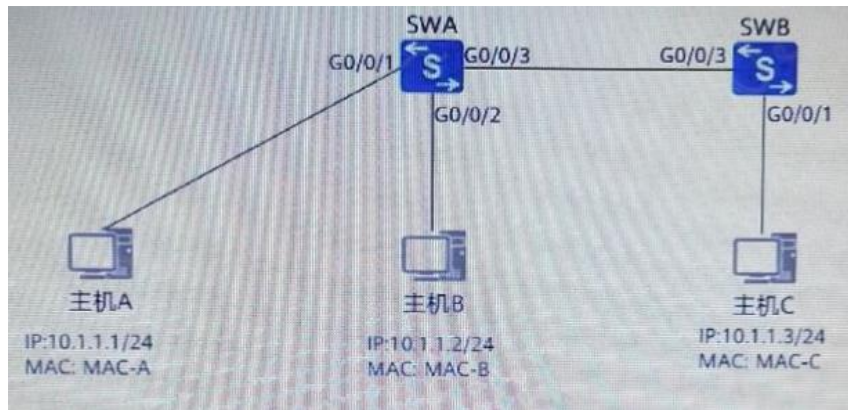 SWA
SWB
G0/0/1
S
G0/0/3
G0/0/3
S
G0/0/2
G0/0/1
主机A
主机B
主机C
IP:10.1.1.1/24
MAC: MAC-A
IP:10.1.1.2/24
MAC: MAC-B
IP:10.1.1.3/24
MAC: MAC-C